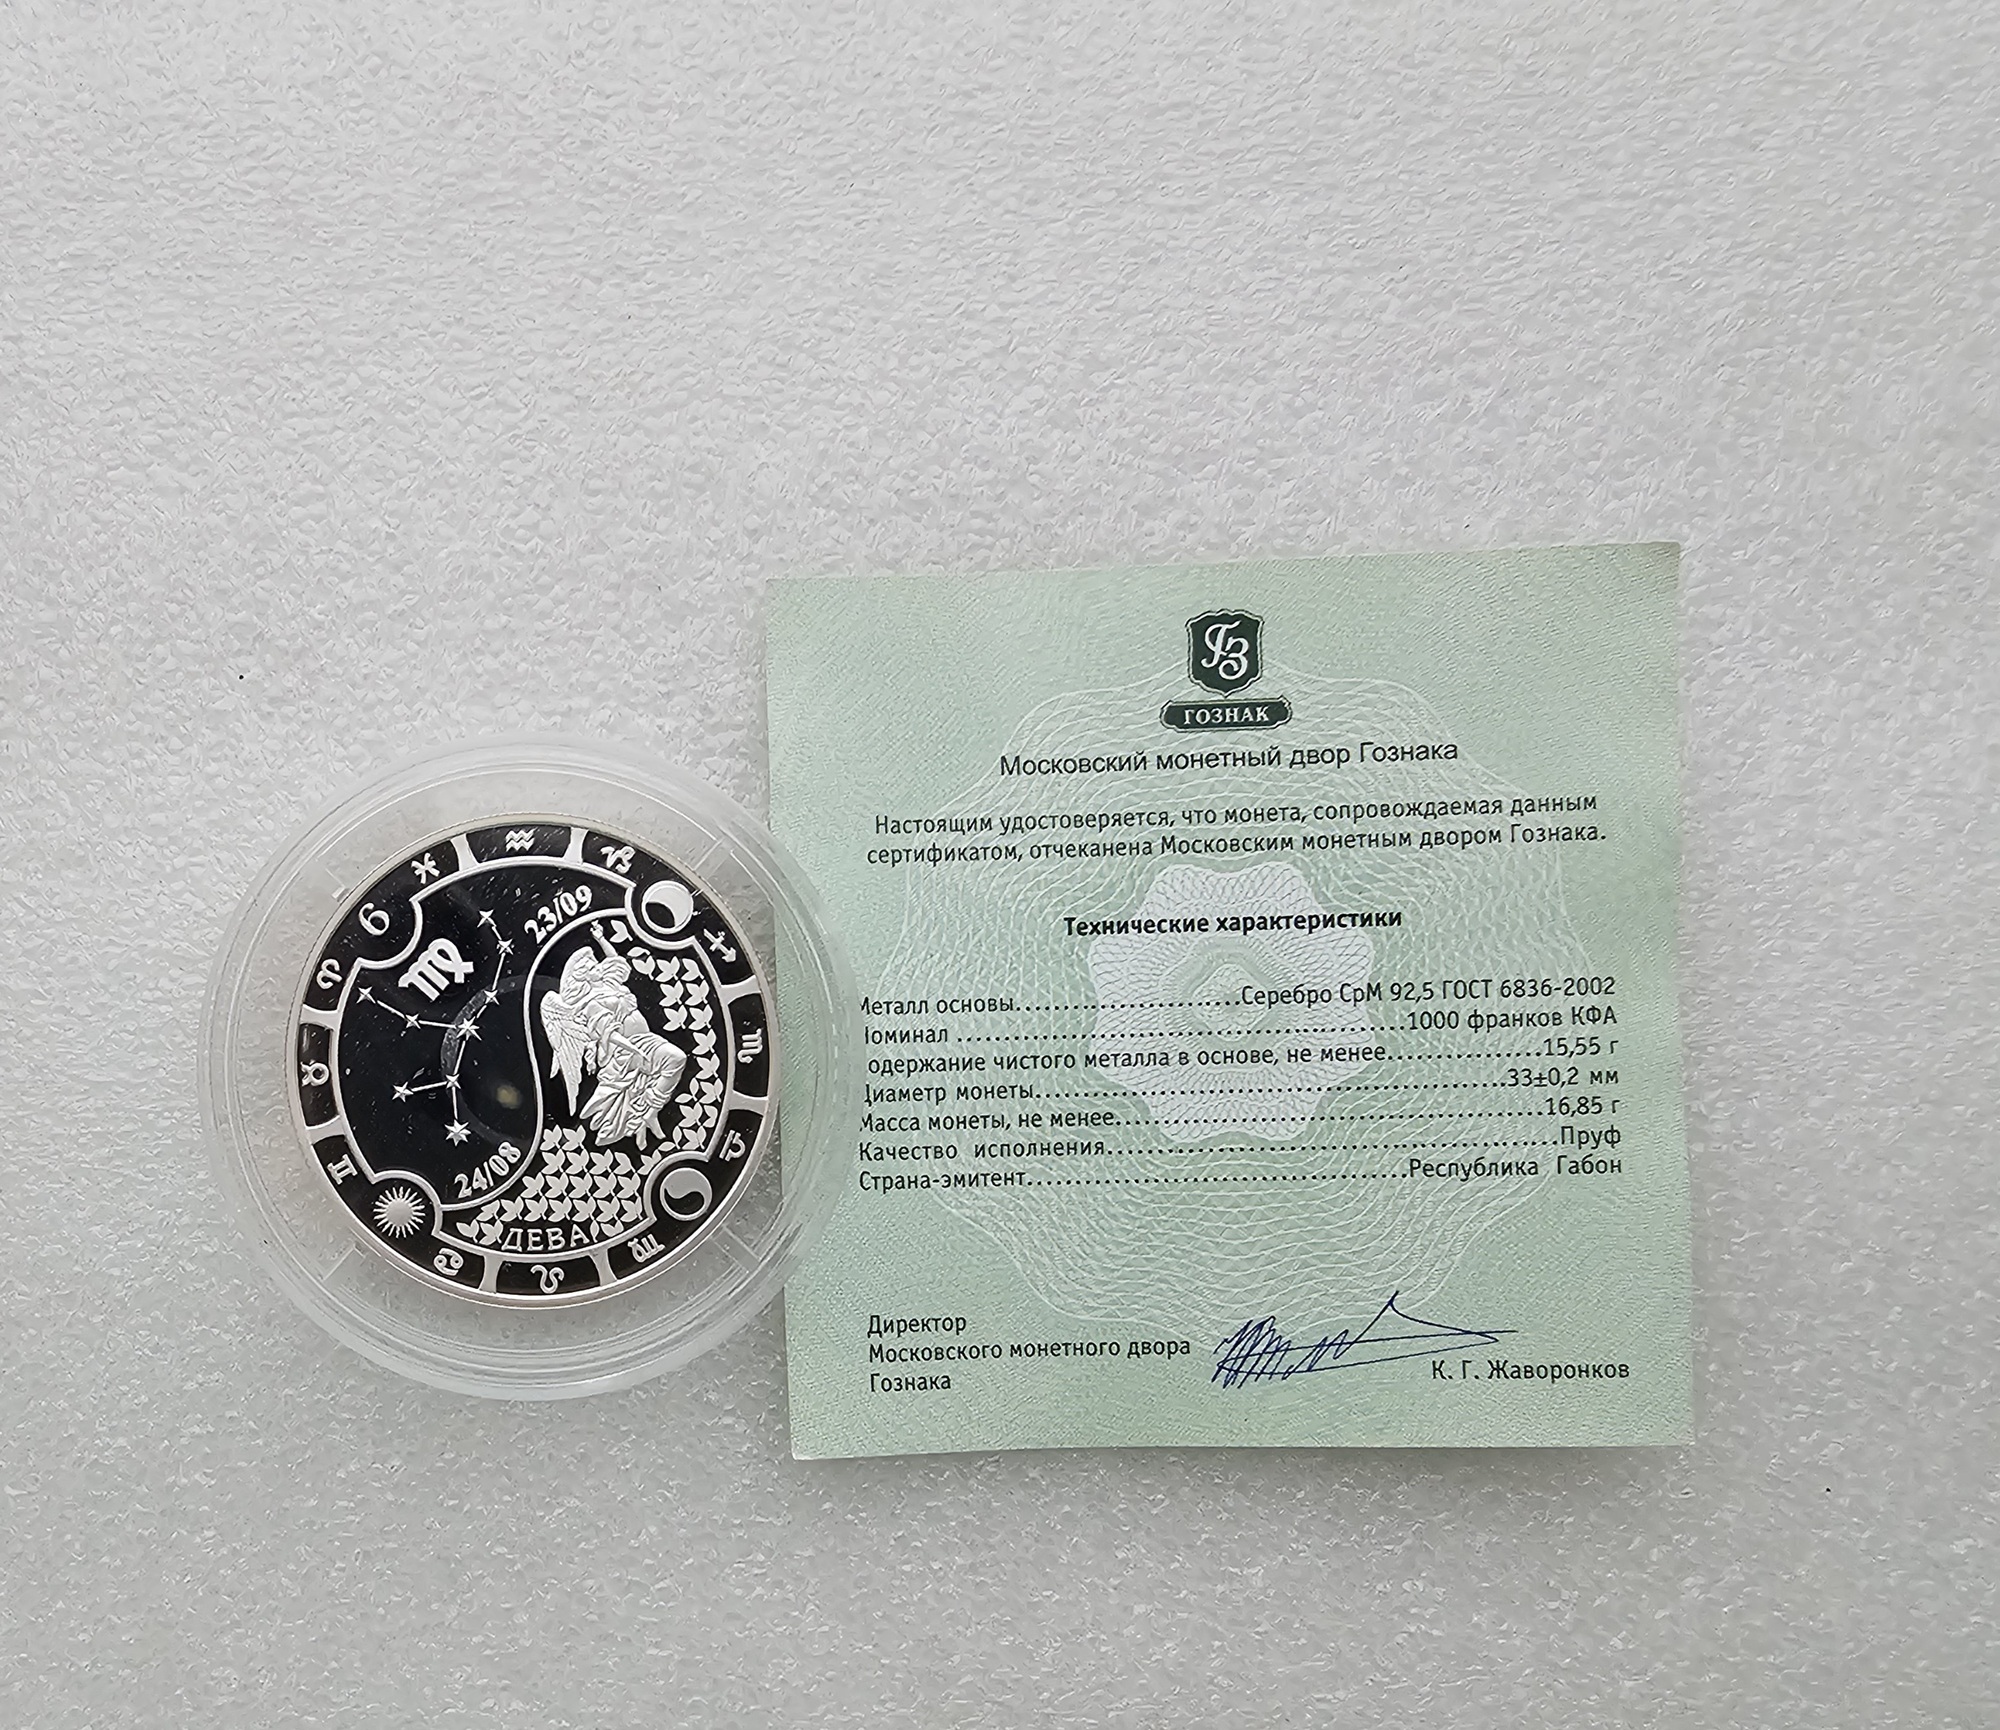 ГЗ
ГОЗНАК
Московский монетный двор Гознака
Настоящим удостоверяется, что монета, сопровождаемая данным
сертификатом, отчеканена Московским монетным двором Гознака.
Технические характеристики
Металл основы..............................Серебро СрМ 92,5 ГОСТ 6836-2002
Номинал ..............................1000 франков КФА
одержание чистого металла в основе, не менее....................15,55 г
Диаметр монеты..............................33±0,2 мм
Масса монеты, не менее..............................16,85 г
Качество исполнения..............................Пруф
Страна-эмитент..............................Республика Габон
Директор
Московского монетного двора
Гознака
К. Г. Жаворонков
23/09
24/08
ДЕВА